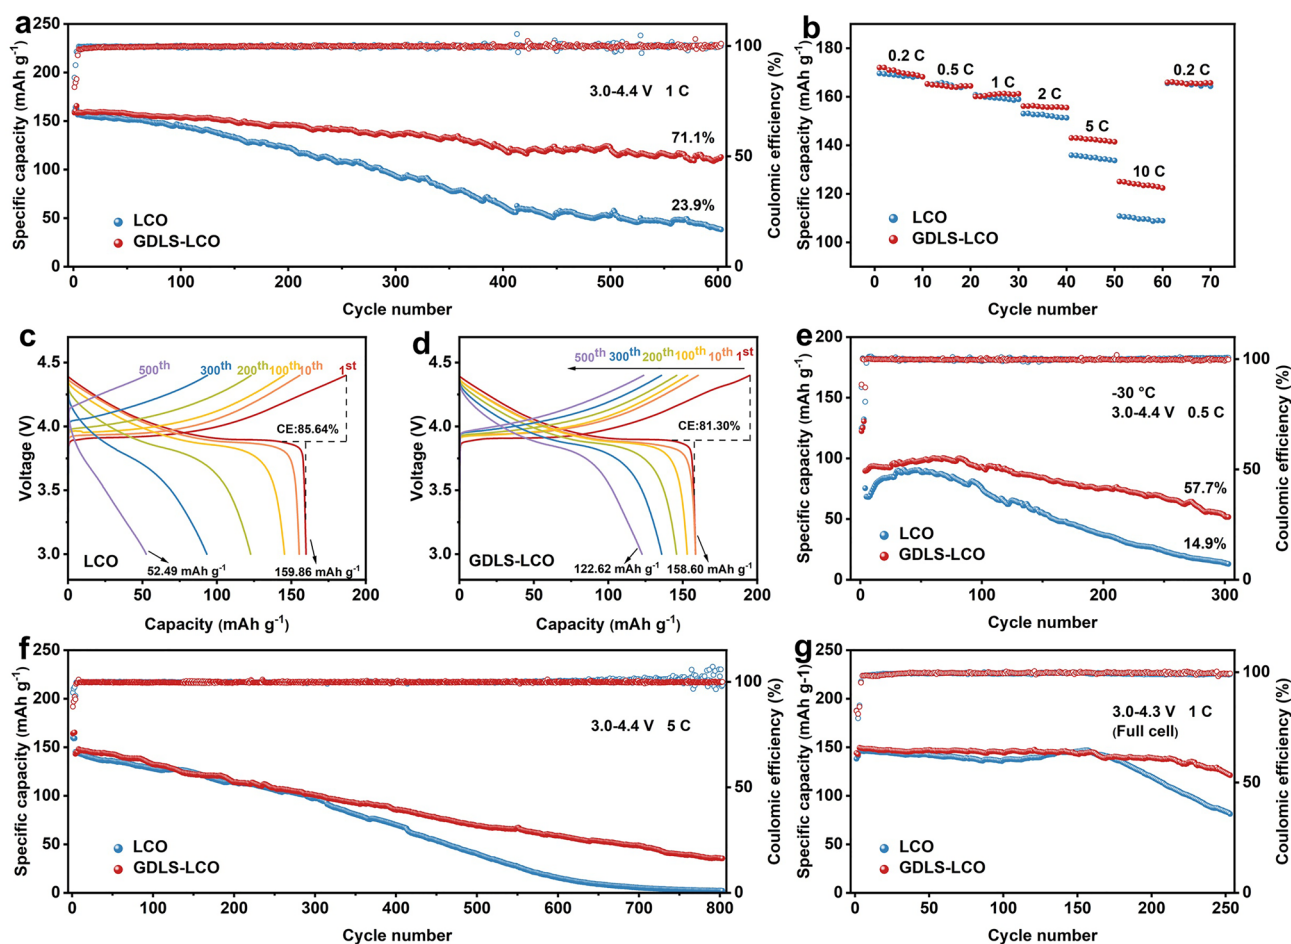 a
250
200
150
100
50
0
Specific capacity (mAh g-1)
3.0-4.4 V 1 C
71.1%
23.9%
LCO
GDLS-LCO
100
50
0
Coulomic efficiency (%)
0 100 200 300 400 500 600
Cycle number
b
180
160
140
120
100
Specific capacity (mAh g-1)
0.2 C 0.5 C 1 C 2 C 5 C 10 C 0.2 C
LCO
GDLS-LCO
0 10 20 30 40 50 60 70
Cycle number
c
4.5
4.0
3.5
3.0
Voltage (V)
500th 300th 200th 100th 10th 1st
CE:85.64%
LCO
52.49 mAh g-1
159.86 mAh g-1
0 50 100 150 200
Capacity (mAh g-1)
d
4.5
4.0
3.5
3.0
Voltage (V)
500th 300th 200th 100th 10th 1st
CE:81.30%
GDLS-LCO
122.62 mAh g-1
158.60 mAh g-1
0 50 100 150 200
Capacity (mAh g-1)
e
200
150
100
50
0
Specific capacity (mAh g-1)
-30 °C
3.0-4.4 V 0.5 C
57.7%
14.9%
LCO
GDLS-LCO
100
50
0
Coulomic efficiency (%)
0 100 200 300
Cycle number
f
250
200
150
100
50
0
Specific capacity (mAh g-1)
3.0-4.4 V 5 C
LCO
GDLS-LCO
100
50
0
Coulomic efficiency (%)
0 100 200 300 400 500 600 700 800
Cycle number
g
250
200
150
100
50
0
Specific capacity (mAh g-1)
3.0-4.3 V 1 C
(Full cell)
LCO
GDLS-LCO
100
50
0
Coulomic efficiency (%)
0 50 100 150 200 250
Cycle number